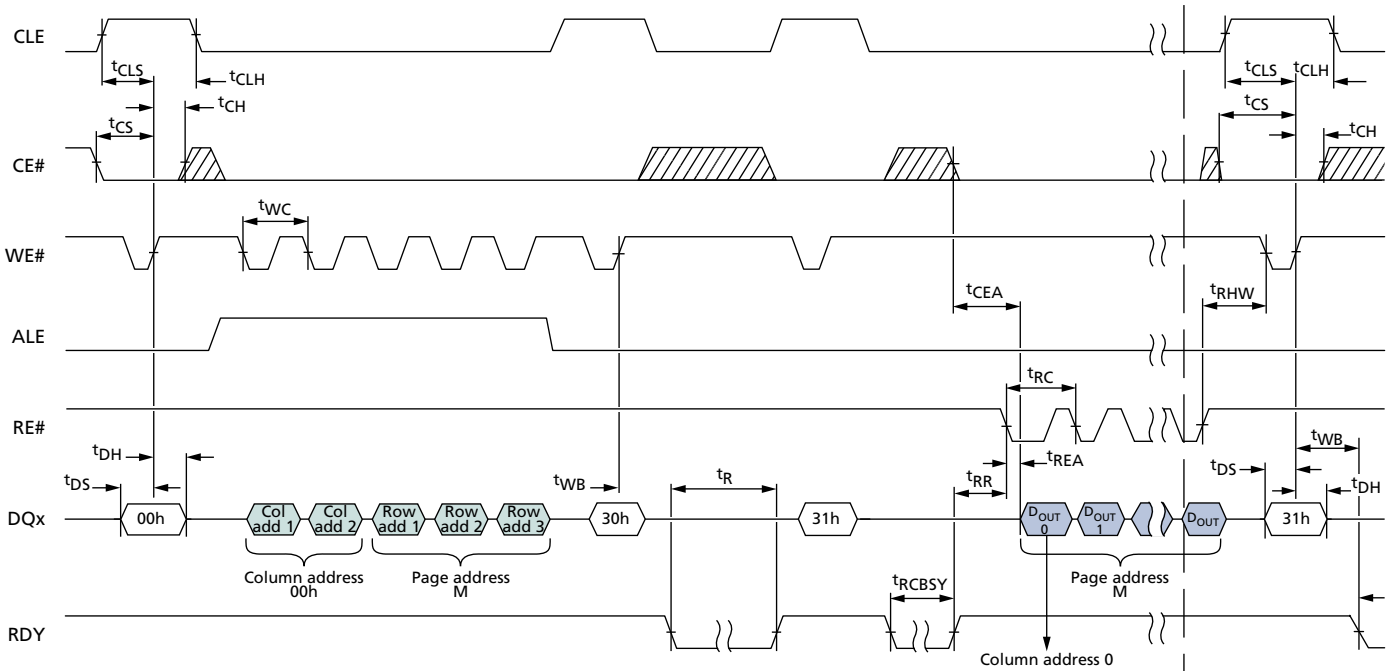 CLE
tCLS
tCLH
tCH
tCS
tCLS
tCLH
tCS
tCH
CE#
tWC
WE#
tCEA
tRHW
ALE
tRC
RE#
tDH
tDS
tREA
tWB
tR
tRR
tWB
tDS
tDH
DQx
00h
Col add 1
Col add 2
Row add 1
Row add 2
Row add 3
30h
31h
DOUT 0
DOUT 1
DOUT
31h
Column address 00h
Page address M
tRCBSY
Page address M
RDY
Column address 0